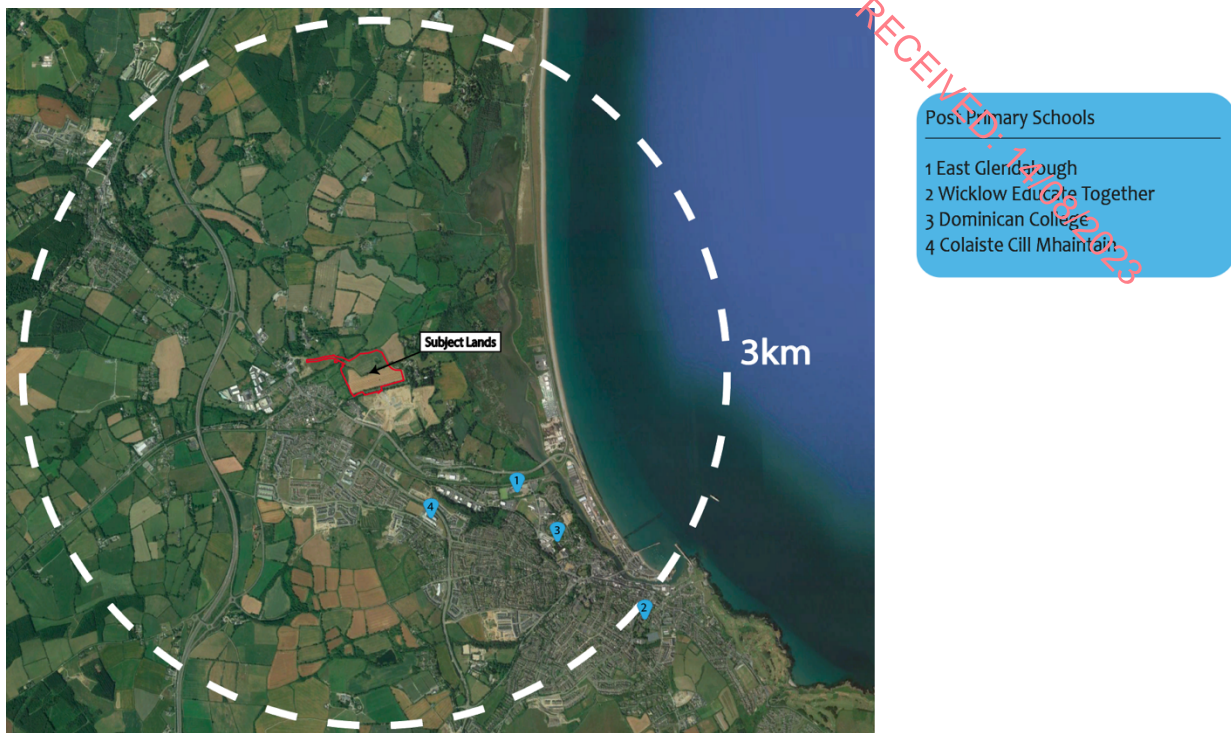 Subject Lands
3km
1
4
3
2
Post Primary Schools
1 East Glendalough
2 Wicklow Educate Together
3 Dominican College
4 Colaiste Cill Mhaintain
RECEIVED: 14/08/2023